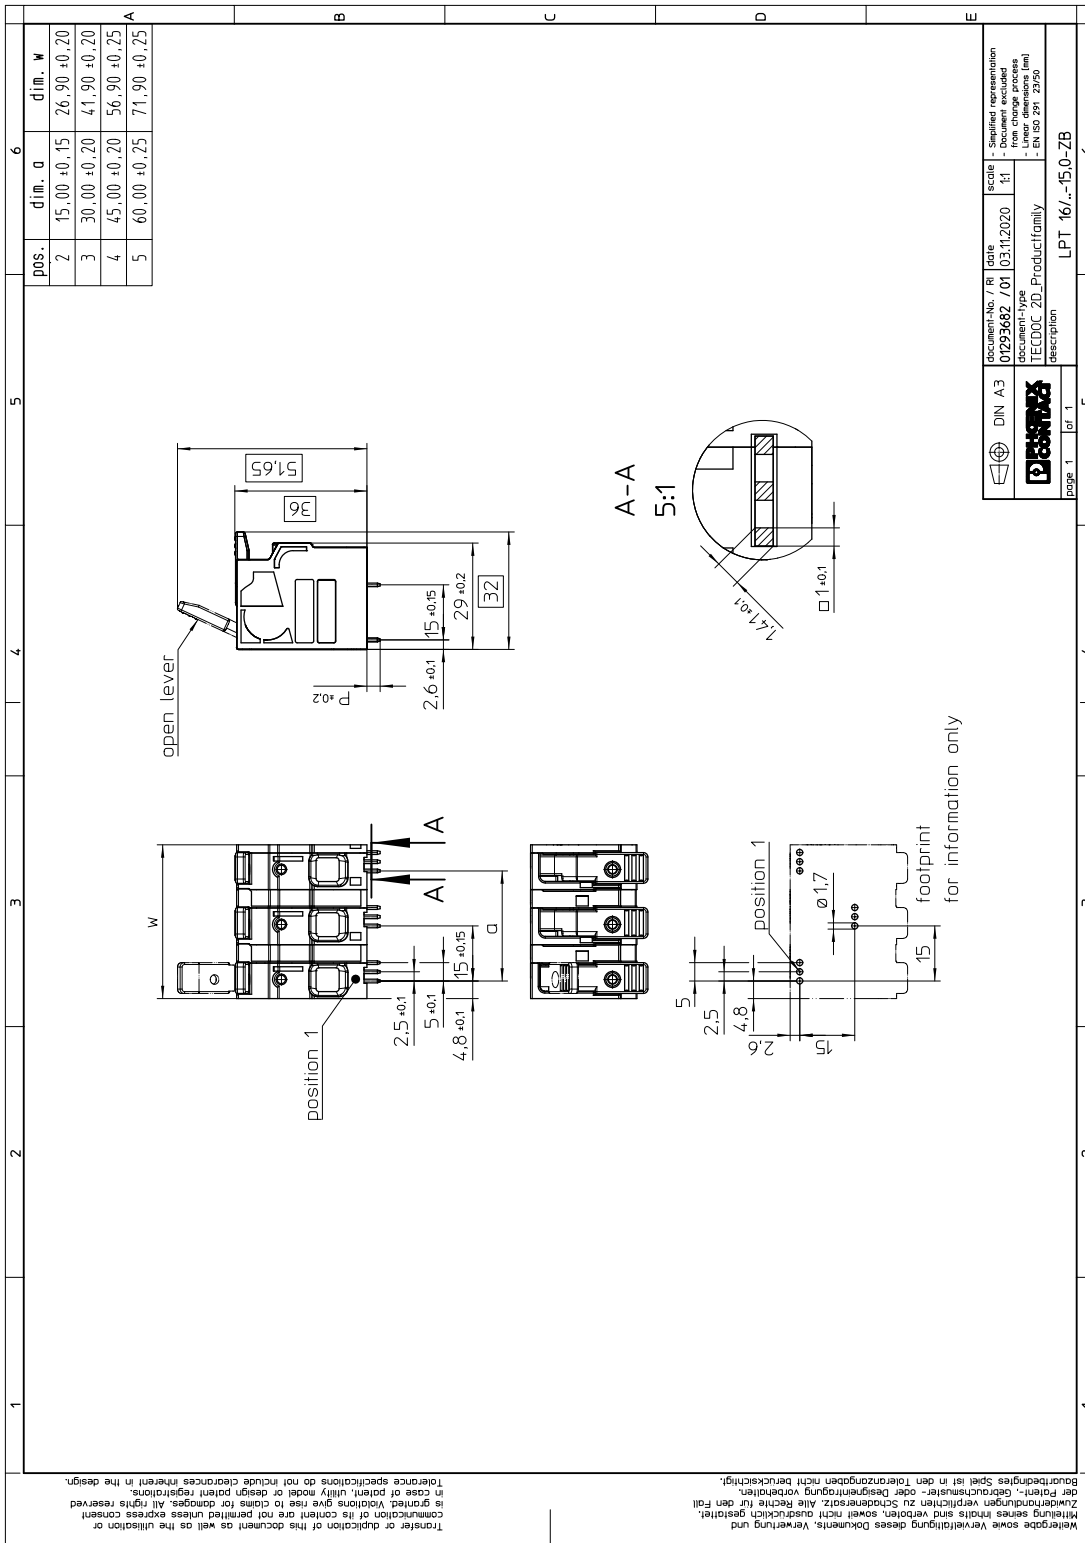 pos. dim. a dim. w
2 15,00 ±0,15 26,90 ±0,20
3 30,00 ±0,20 41,90 ±0,20
4 45,00 ±0,20 56,90 ±0,25
5 60,00 ±0,25 71,90 ±0,25
1
2
3
4
5
6
A
B
C
D
E
open lever
51,65
36
P ±0,2
2,6 ±0,1
15 ±0,15
29 ±0,2
32
w
position 1
2,5 ±0,1
5 ±0,1
4,8 ±0,1
15 ±0,15
a
A
A
A-A
5:1
1,41 ±0,1
□ 1 ±0,1
position 1
5
2,5
4,8
2,6
15
ø 1,7
15
footprint
for information only
DIN A3
PHOENIX
CONTACT
page 1 of 1
document-No. / RI
01293682 / 01
date
03.11.2020
scale
1:1
- Simplified representation
- Document excluded
from change process
- Linear dimensions [mm]
- EN ISO 291 23/50
document-type
TECDOC 2D_Productfamily
description
LPT 16/..-15,0-ZB
Transfer or duplication of this document as well as the utilisation or
communication of its content are not permitted unless express consent
is granted. Violations give rise to claims for damages. All rights reserved
in case of patent, utility model or design patent registrations.
Tolerance specifications do not include clearances inherent in the design.
Weitergabe sowie Vervielfältigung dieses Dokuments, Verwertung und
Mitteilung seines Inhalts sind verboten, soweit nicht ausdrücklich gestattet.
Zuwiderhandlungen verpflichten zu Schadenersatz. Alle Rechte für den Fall
der Patent-, Gebrauchsmuster- oder Designeintragung vorbehalten.
Bauartbedingtes Spiel ist in den Toleranzangaben nicht berücksichtigt.